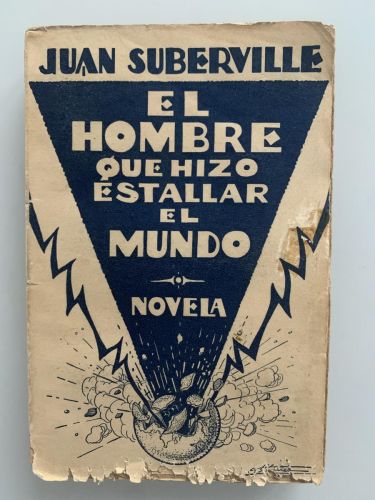 JUAN SUBERVILLE
EL
HOMBRE
QUE HIZO
ESTALLAR
EL
MUNDO
NOVELA